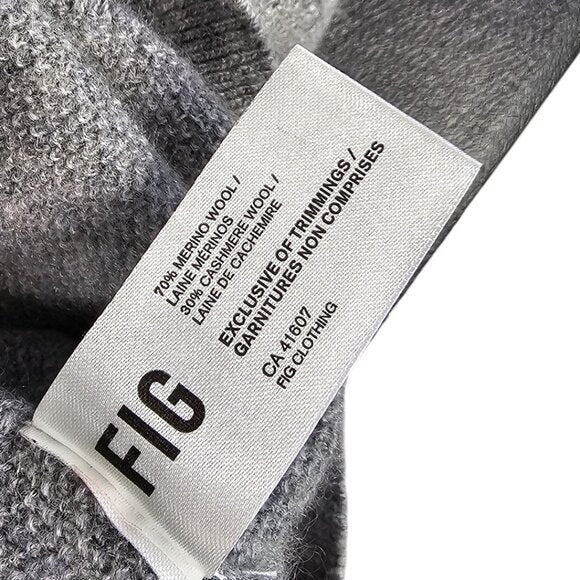 70% MERINO WOOL /
LAINE MÉRINOS
30% CASHMERE WOOL /
LAINE DE CACHEMIRE
EXCLUSIVE OF TRIMMINGS /
GARNITURES NON COMPRISES
CA 41607
FIG CLOTHING
FIG